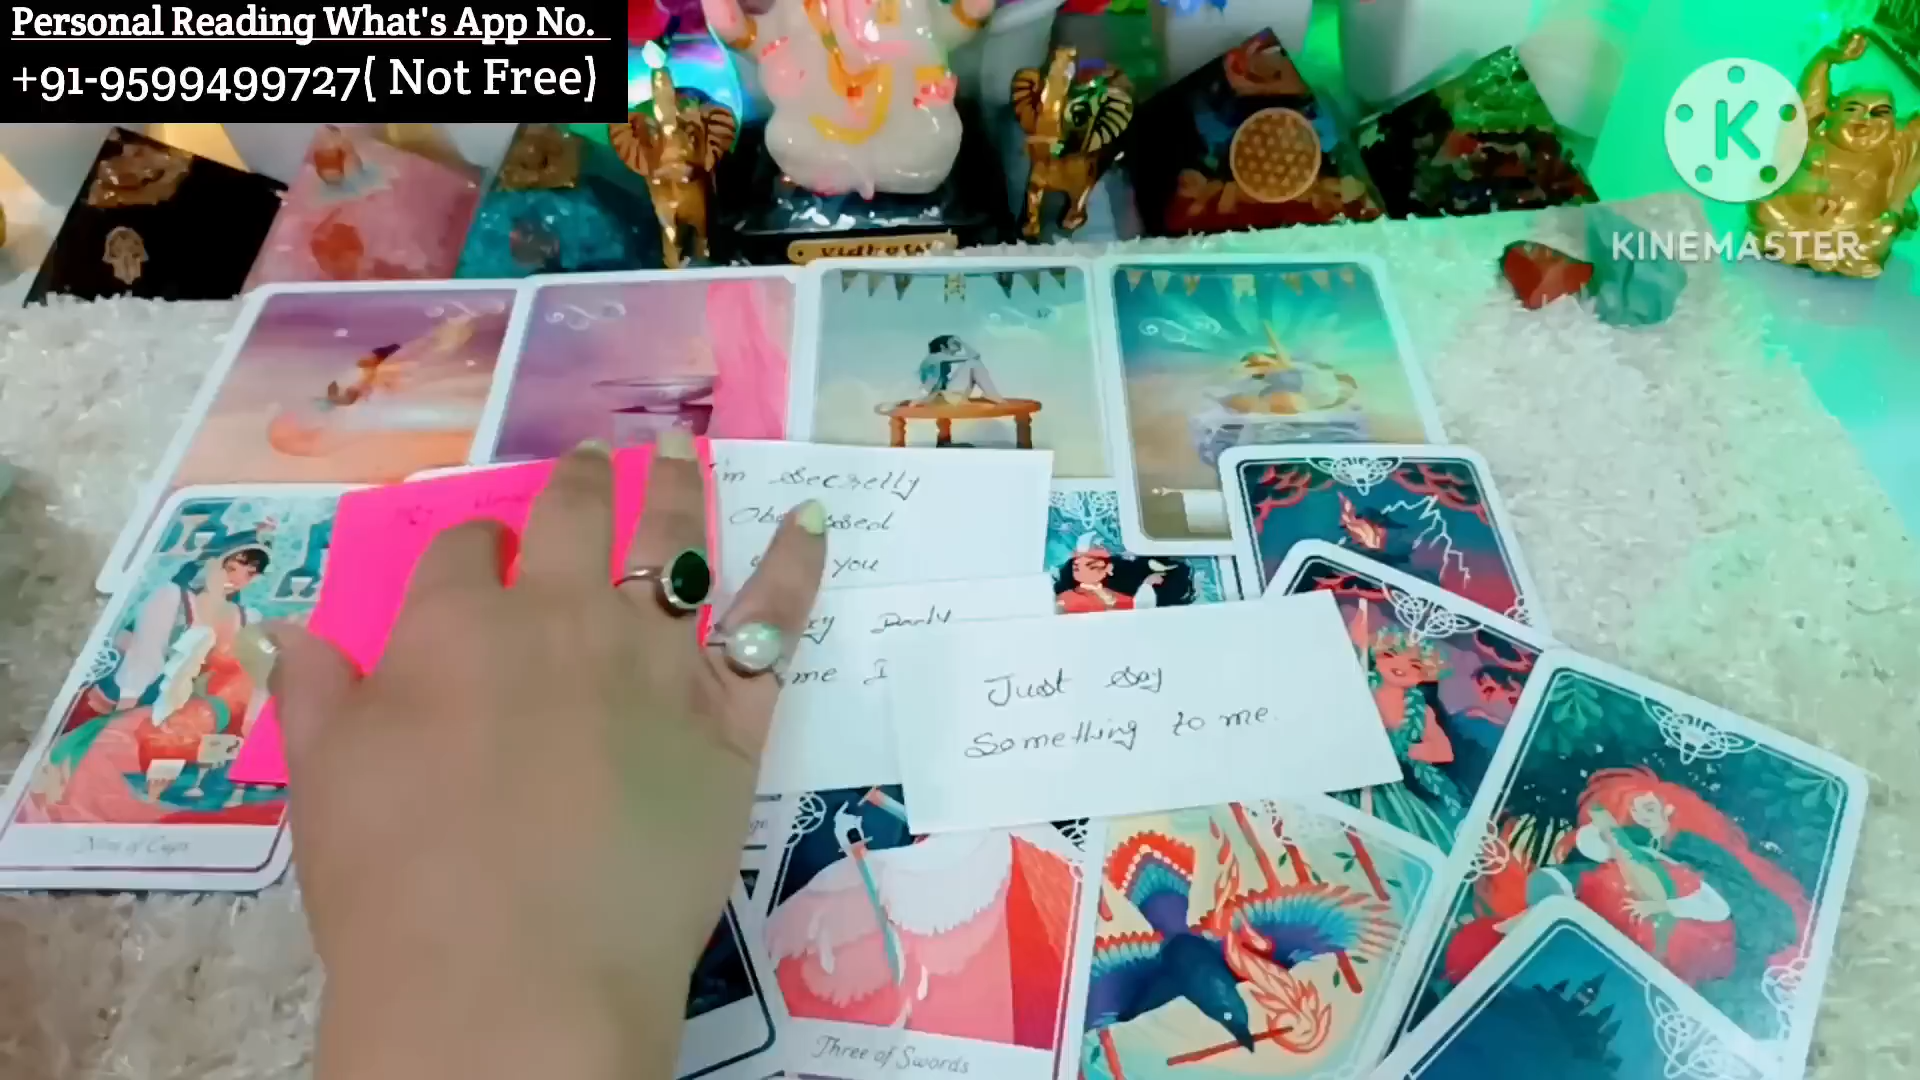 Personal Reading What's App No.
+91-9599499727( Not Free)
KINEMASTER
I'm Secretly
Obsessed
you
me I
Just Say
Something to me.
Nine of Cups
Three of Swords